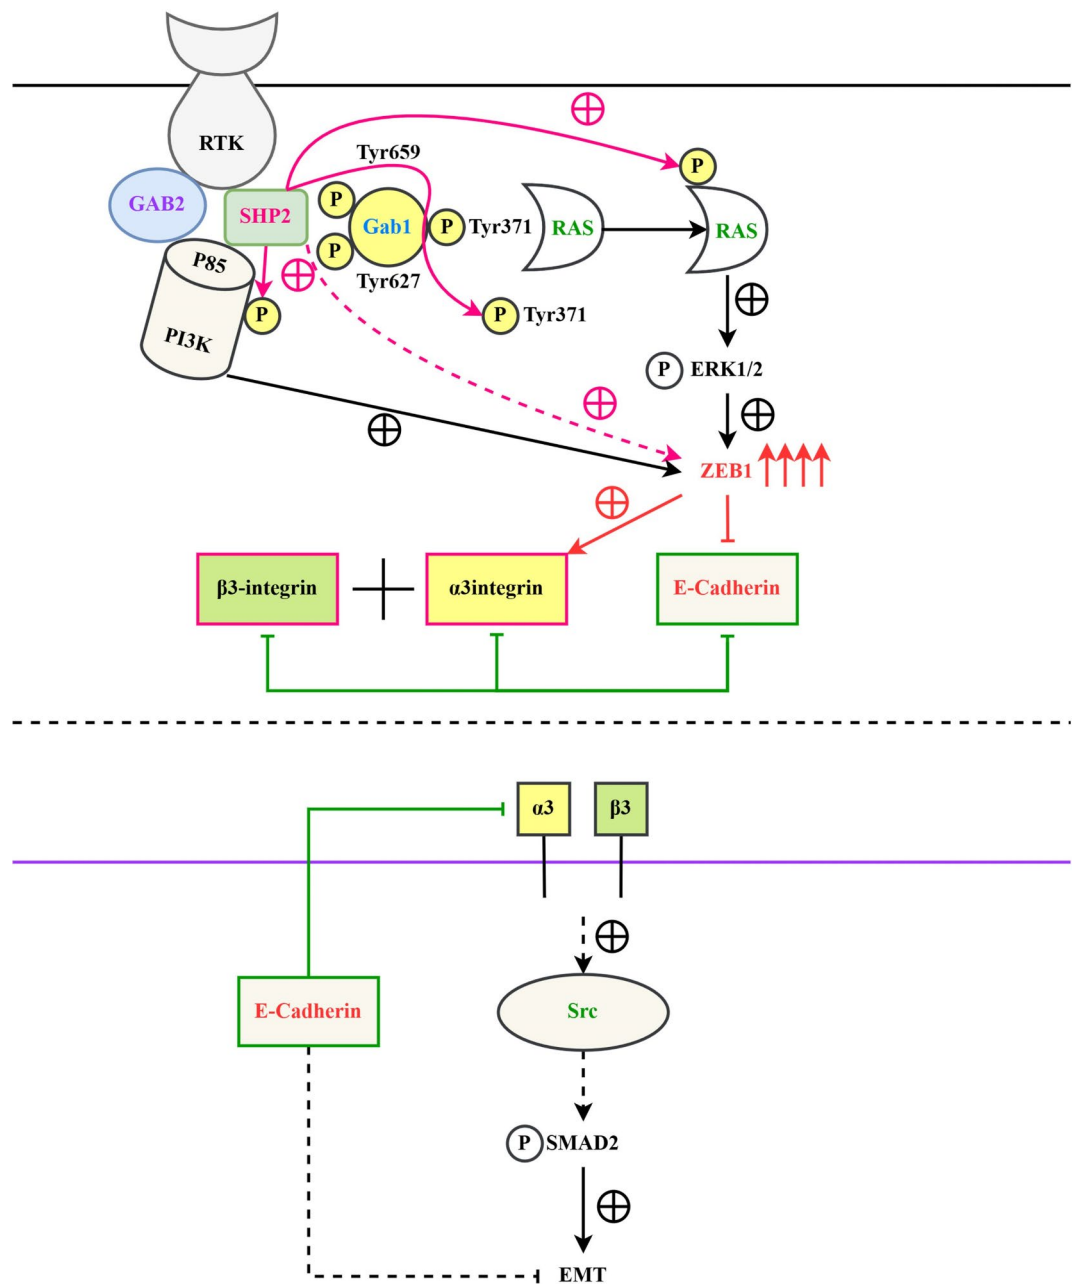 RTK
GAB2
SHP2
P85
PI3K
P
Tyr659
P
Gab1
P
Tyr371
P
Tyr627
P
Tyr371
RAS
P
RAS
P
ERK1/2
ZEB1
β3-integrin
α3integrin
E-Cadherin
α3
β3
E-Cadherin
Src
P
SMAD2
EMT